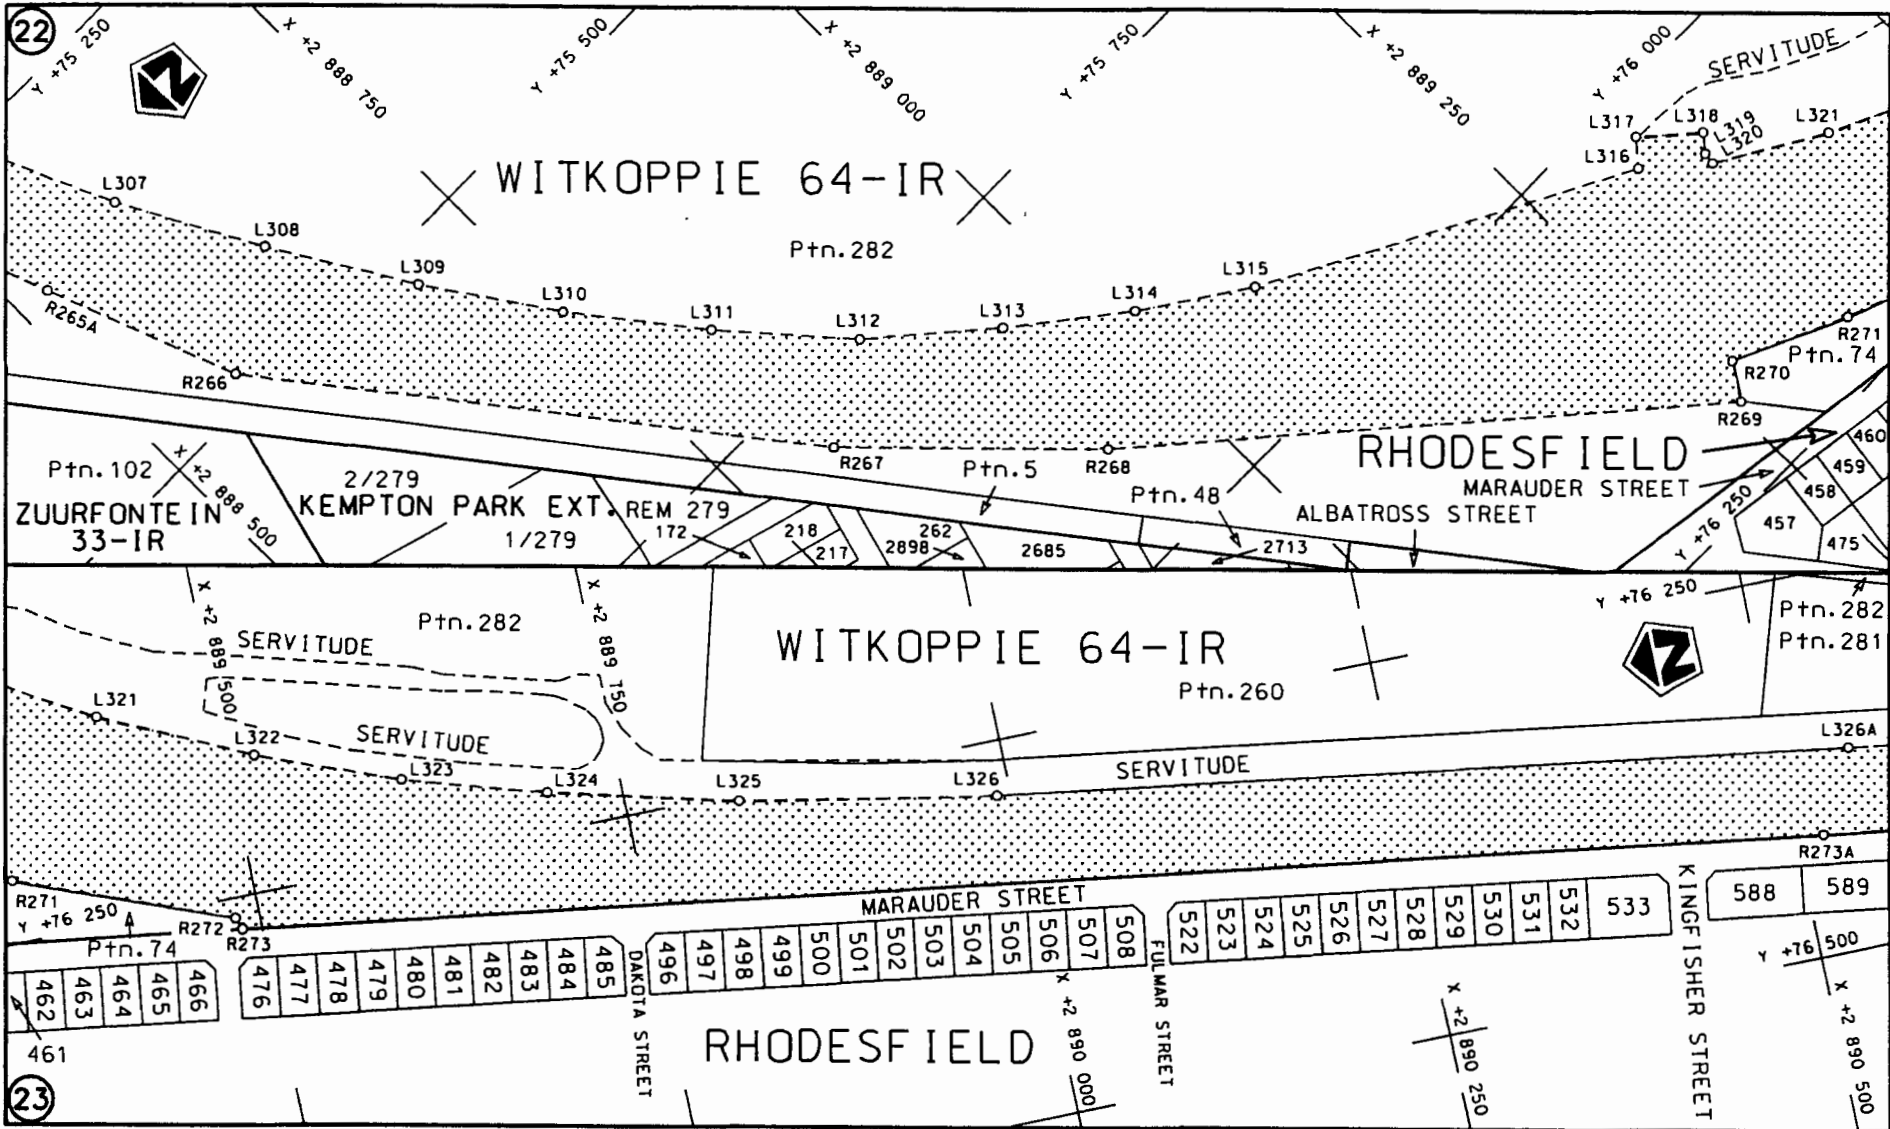 22
Y +75 250
X +2 888 750
Y +75 500
X +2 889 000
Y +75 750
X +2 889 250
Y +76 000
SERVITUDE
L317
L318
L319
L320
L321
L316
L307
WITKOPPIE 64-IR
L308
Ptn.282
L309
L315
L310
L314
L311
L312
L313
R265A
R266
R271
Ptn.74
R270
R269
R267
R268
RHODESFIELD
460
459
458
457
475
MARAUDER STREET
Y +76 250
Ptn.102
X +2 888 500
2/279
Ptn.5
Ptn.48
ZUURFONTEIN
33-IR
KEMPTON PARK EXT.
REM 279
1/279
172
218
217
262
2898
2685
2713
ALBATROSS STREET
X +2 889 500
Ptn.282
X +2 889 750
SERVITUDE
WITKOPPIE 64-IR
Ptn.260
Y +76 250
Ptn.282
Ptn.281
L321
L322
SERVITUDE
L323
L324
L325
L326
SERVITUDE
L326A
R273A
R271
Y +76 250
R272
R273
Ptn.74
MARAUDER STREET
KINGFISHER STREET
588
589
461
462
463
464
465
466
476
477
478
479
480
481
482
483
484
485
DAKOTA STREET
496
497
498
499
500
501
502
503
504
505
506
507
508
FULMAR STREET
522
523
524
525
526
527
528
529
530
531
532
533
Y +76 500
X +2 890 000
X +2 890 250
X +2 890 500
RHODESFIELD
23